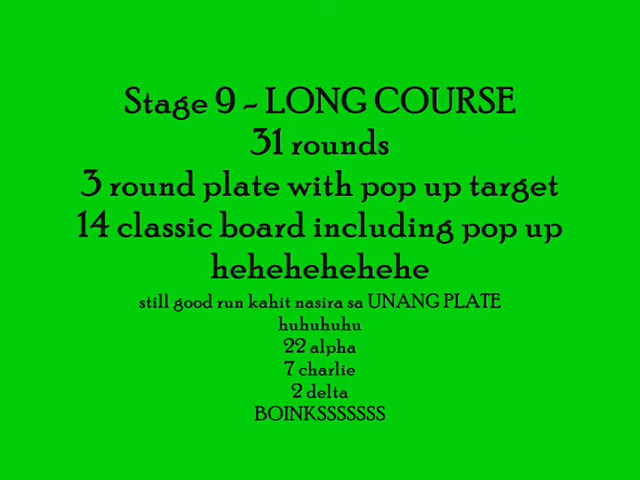 Stage 9 - LONG COURSE
31 rounds
3 round plate with pop up target
14 classic board including pop up
hehehehehehe
still good run kahit nasira sa UNANG PLATE
huhuhuhu
22 alpha
7 charlie
2 delta
BOINKSSSSSSS